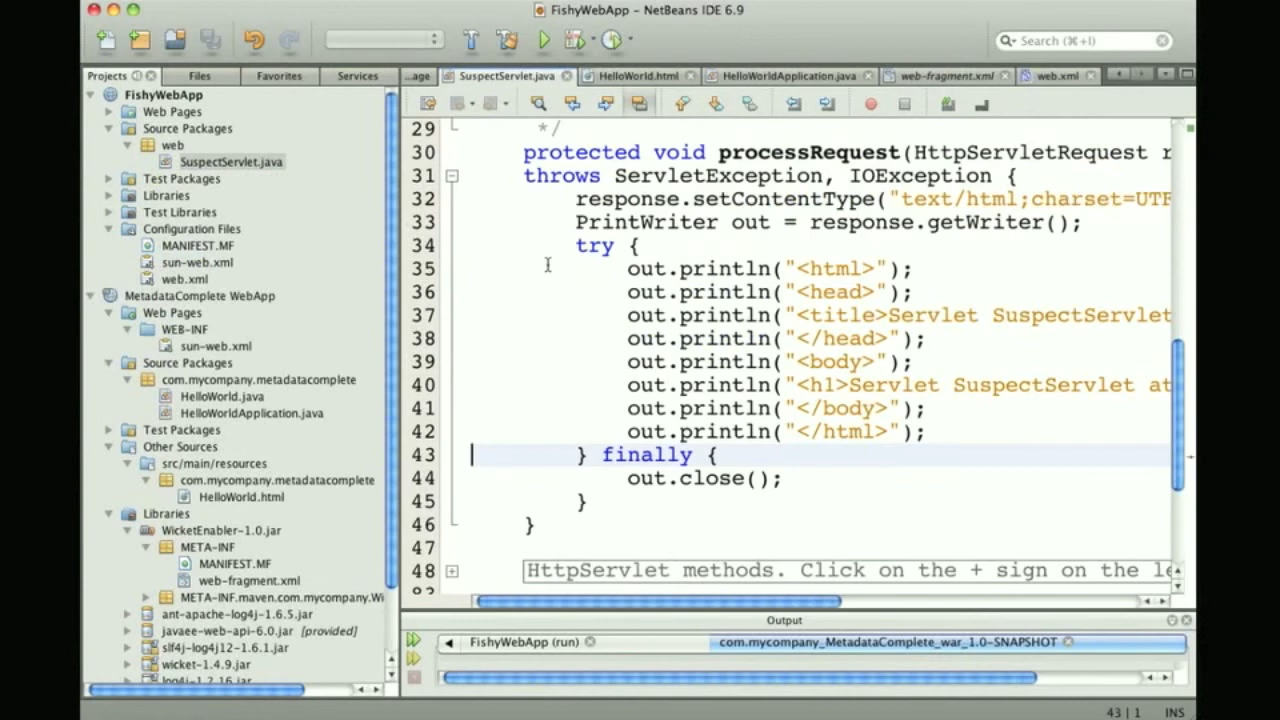 FishyWebApp - NetBeans IDE 6.9
Search (⌘+I)
Projects
Files
Favorites
Services
...age
SuspectServlet.java
HelloWorld.html
HelloWorldApplication.java
web-fragment.xml
web.xml
FishyWebApp
Web Pages
Source Packages
web
SuspectServlet.java
Test Packages
Libraries
Test Libraries
Configuration Files
MANIFEST.MF
sun-web.xml
web.xml
MetadataComplete WebApp
Web Pages
WEB-INF
sun-web.xml
Source Packages
com.mycompany.metadatacomplete
HelloWorld.java
HelloWorldApplication.java
Test Packages
Other Sources
src/main/resources
com.mycompany.metadatacomplete
HelloWorld.html
Libraries
WicketEnabler-1.0.jar
META-INF
MANIFEST.MF
web-fragment.xml
META-INF.maven.com.mycompany.Wi
ant-apache-log4j-1.6.5.jar
javaee-web-api-6.0.jar [provided]
slf4j-log4j12-1.6.1.jar
wicket-1.4.9.jar
log4j-1.2.16.jar
29 */
30 protected void processRequest(HttpServletRequest r
31 throws ServletException, IOException {
32 response.setContentType("text/html;charset=UTF
33 PrintWriter out = response.getWriter();
34 try {
35 out.println("<html>");
36 out.println("<head>");
37 out.println("<title>Servlet SuspectServlet
38 out.println("</head>");
39 out.println("<body>");
40 out.println("<h1>Servlet SuspectServlet at
41 out.println("</body>");
42 out.println("</html>");
43 } finally {
44 out.close();
45 }
46 }
47
48 HttpServlet methods. Click on the + sign on the le
Output
FishyWebApp (run)
com.mycompany_MetadataComplete_war_1.0-SNAPSHOT
43 | 1 INS